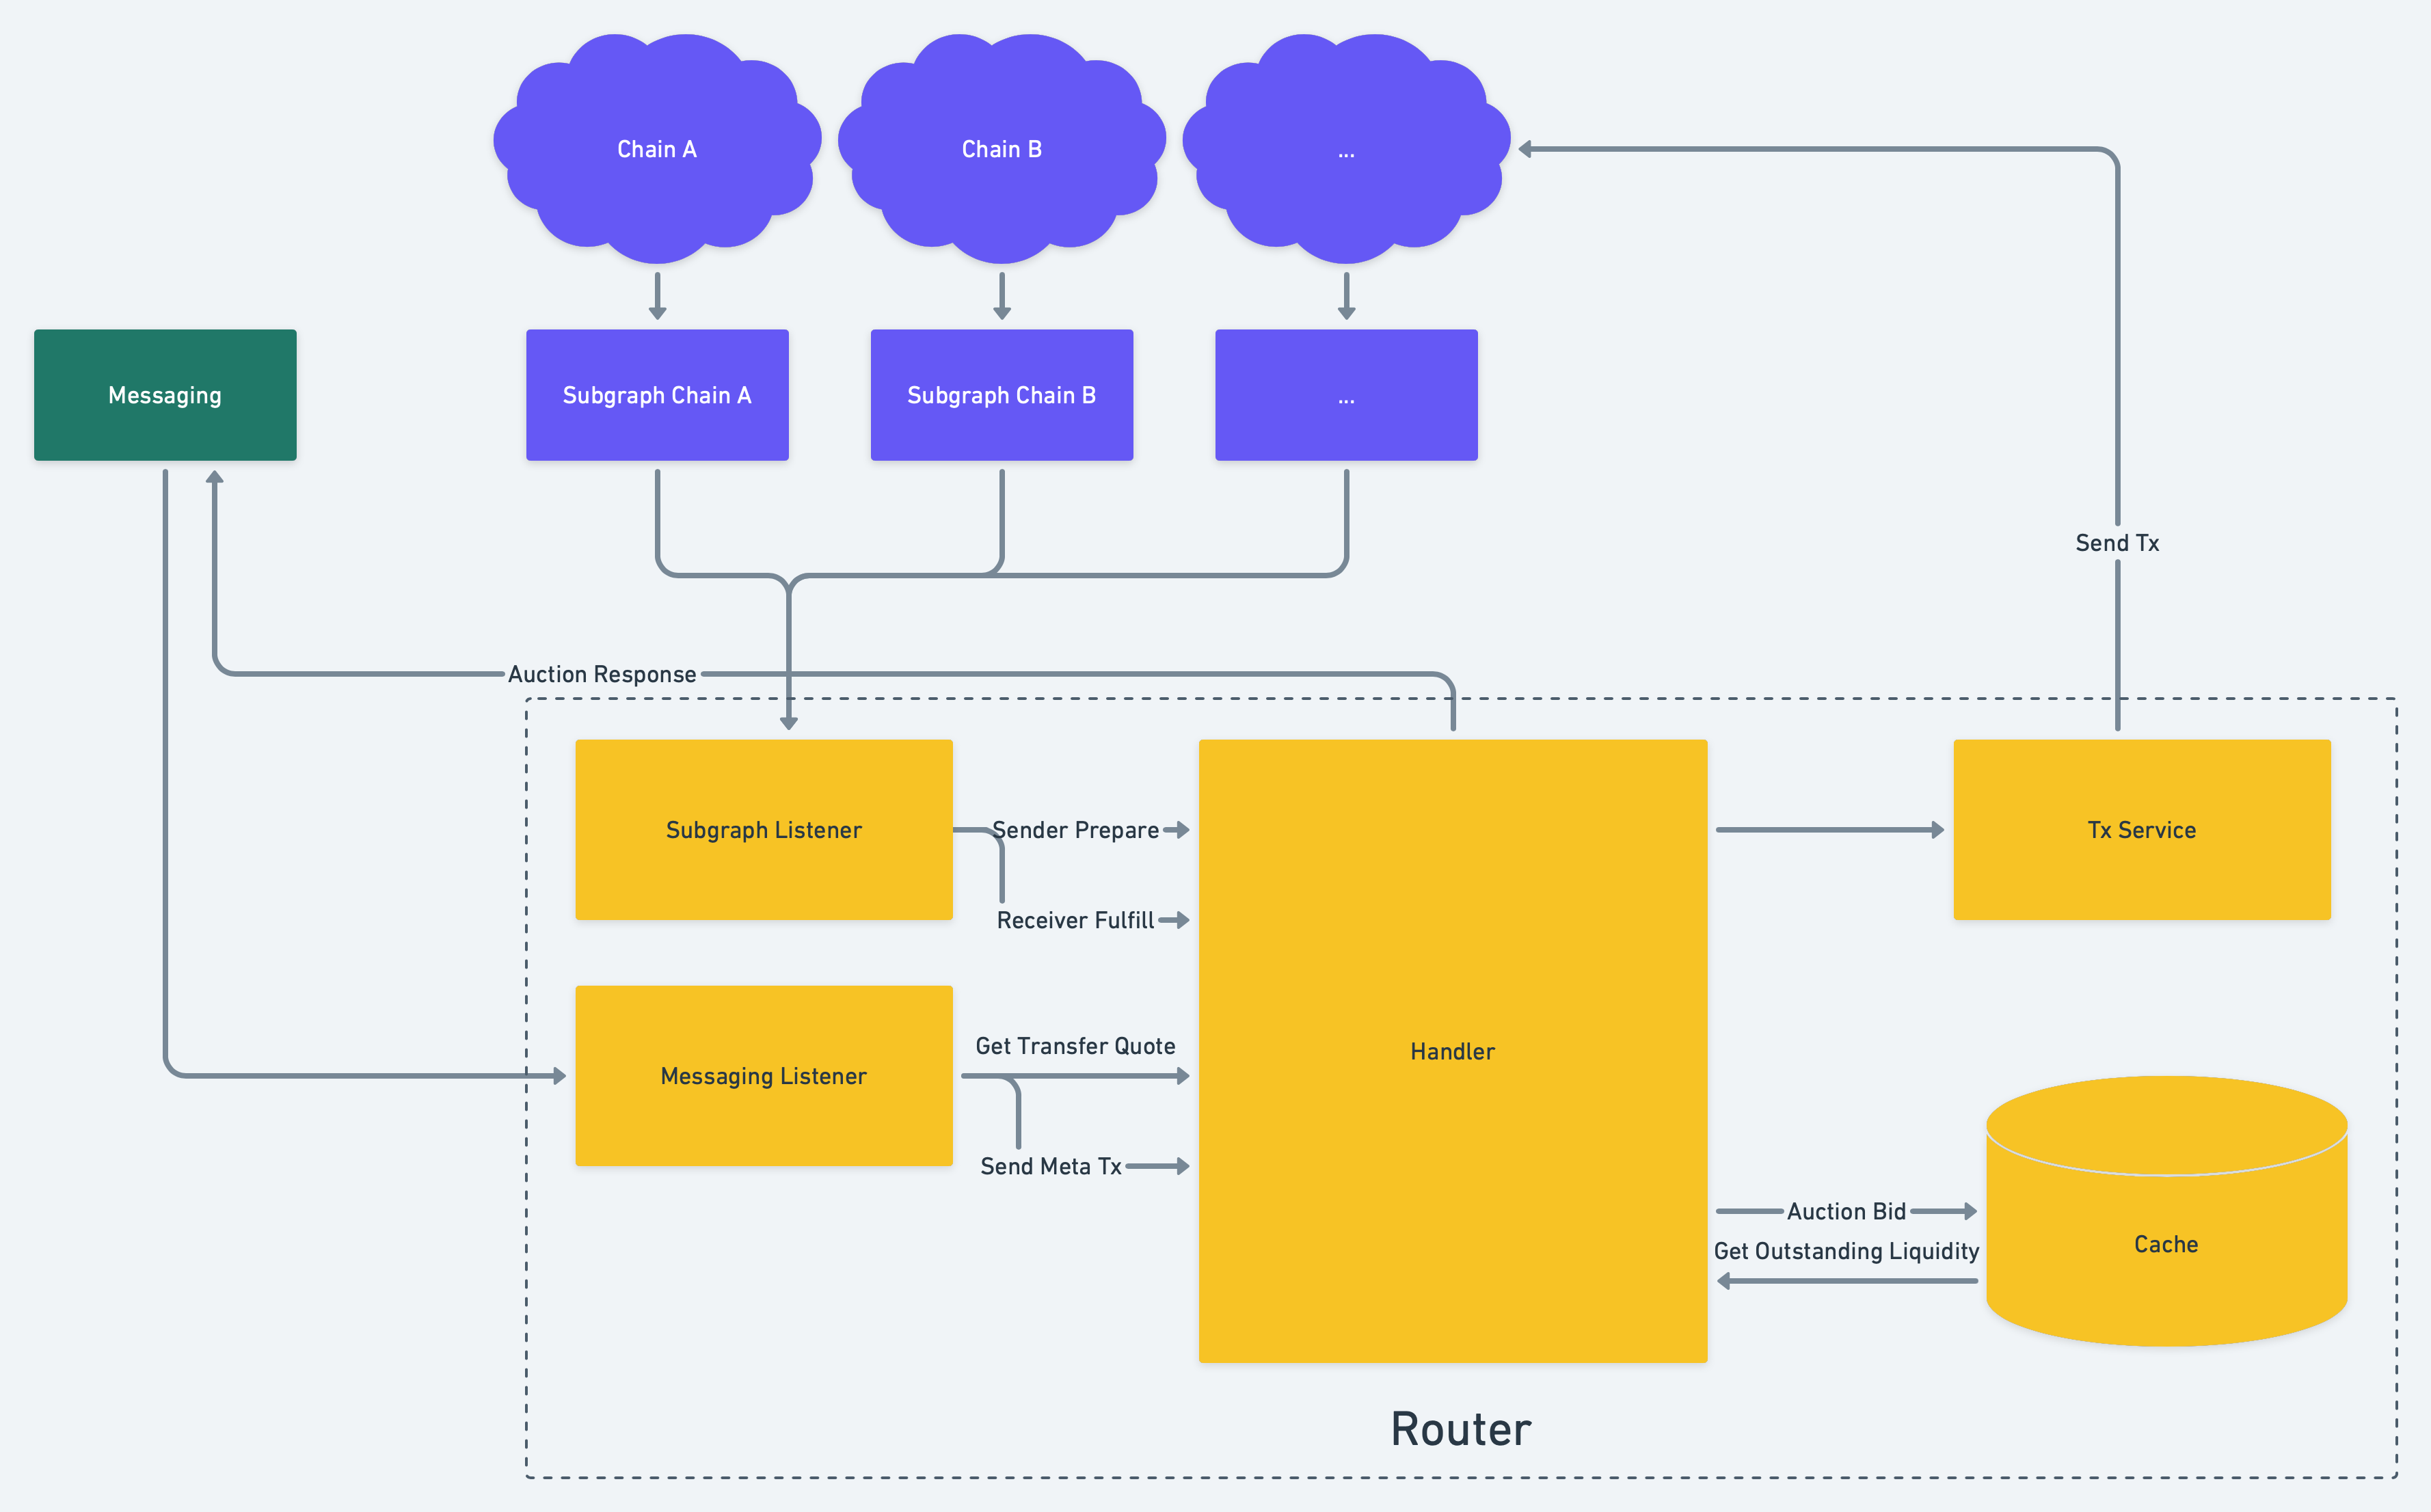 Chain A
Chain B
...
Messaging
Subgraph Chain A
Subgraph Chain B
...
Send Tx
Auction Response
Subgraph Listener
Sender Prepare
Receiver Fulfill
Tx Service
Messaging Listener
Get Transfer Quote
Send Meta Tx
Handler
Auction Bid
Get Outstanding Liquidity
Cache
Router